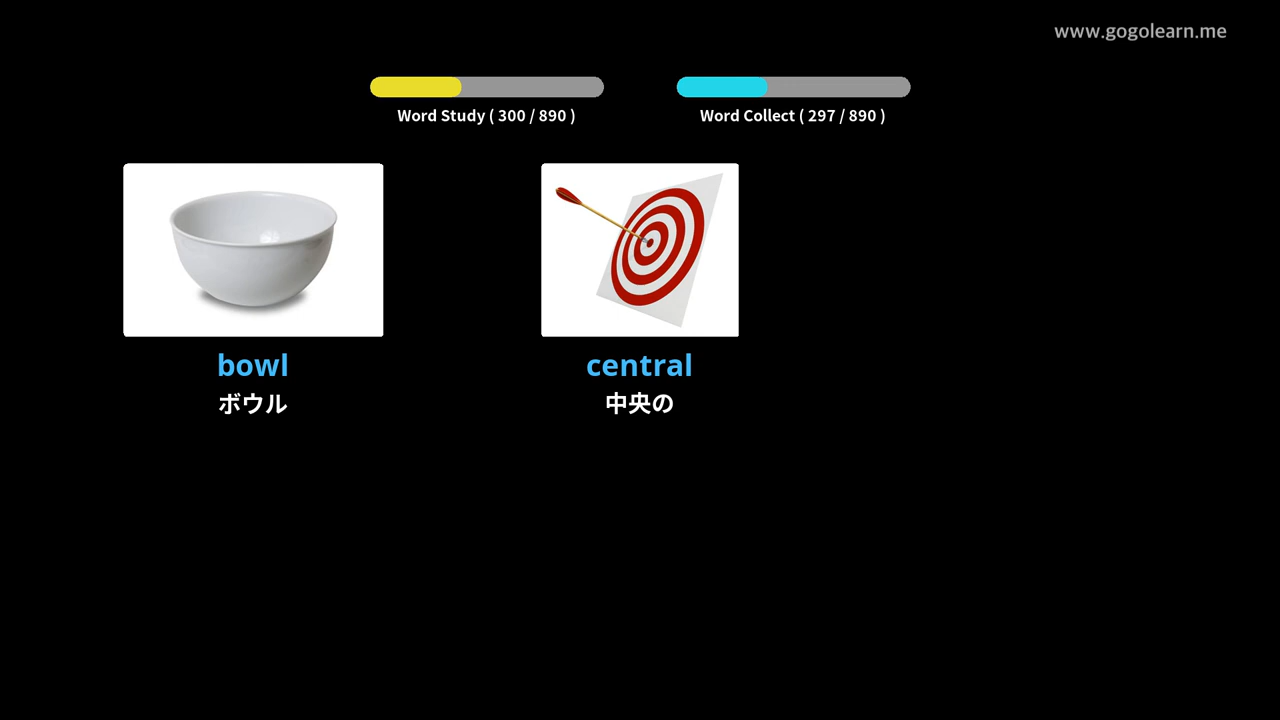 www.gogolearn.me
Word Study ( 300 / 890 )
Word Collect ( 297 / 890 )
bowl
ボウル
central
中央の